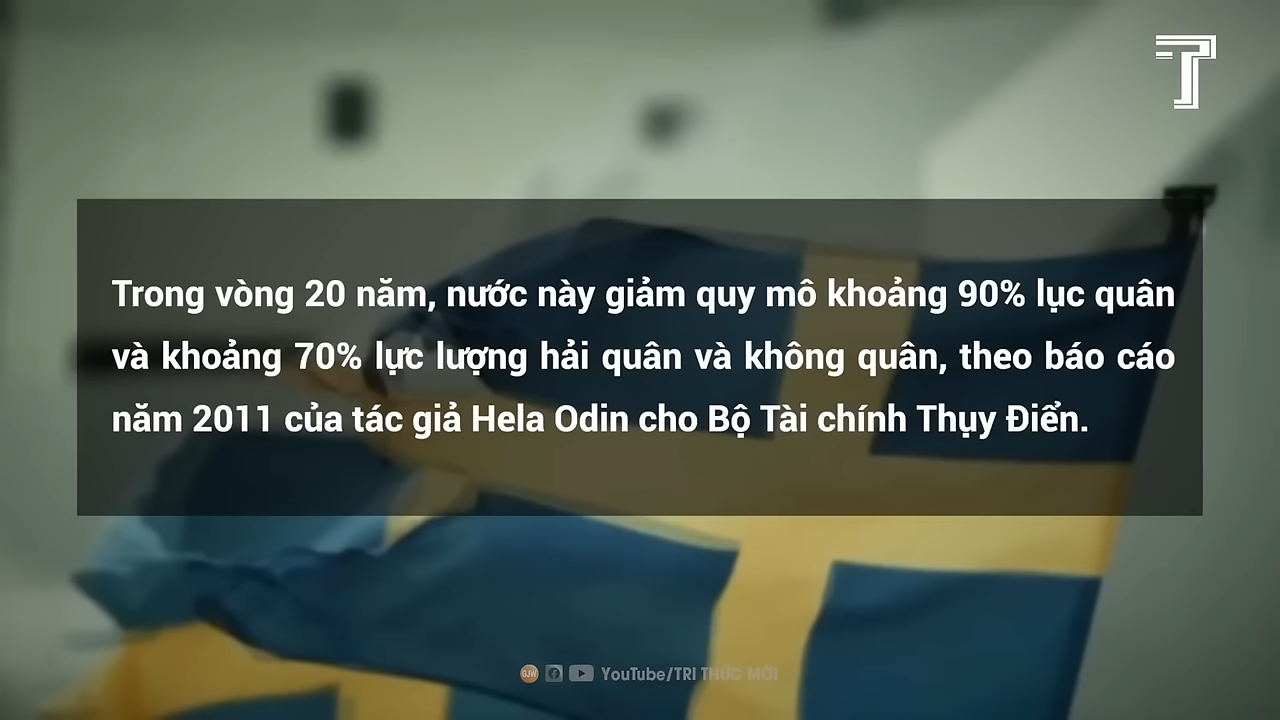 T
Trong vòng 20 năm, nước này giảm quy mô khoảng 90% lục quân
và khoảng 70% lực lượng hải quân và không quân, theo báo cáo
năm 2011 của tác giả Hela Odin cho Bộ Tài chính Thụy Điển.
GJW YouTube/TRI THỨC MỚI